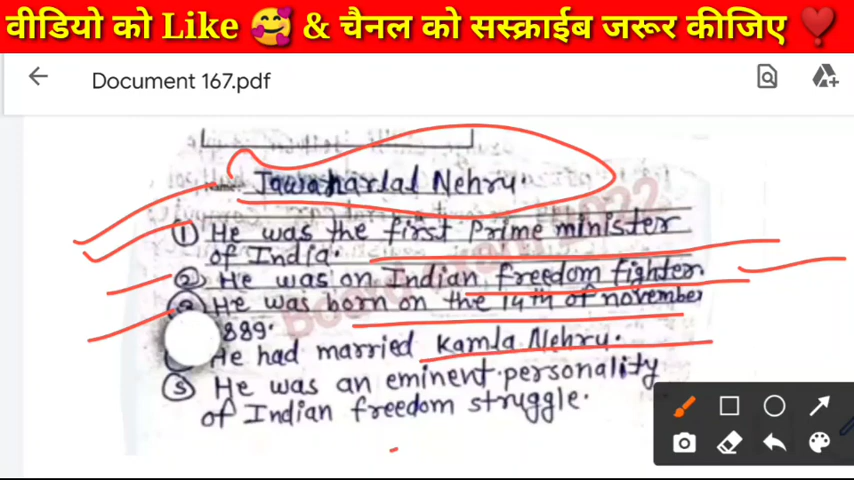 वीडियो को Like 🥰 & चैनल को सस्क्राईब जरूर कीजिए ❣️
Document 167.pdf
Jawaharlal Nehru.
① He was the first Prime minister
of India.
② He was on Indian freedom fighter.
He was born on the 14th of november
889.
He had married Kamla Nehru.
⑤ He was an eminent personality
of Indian freedom struggle.